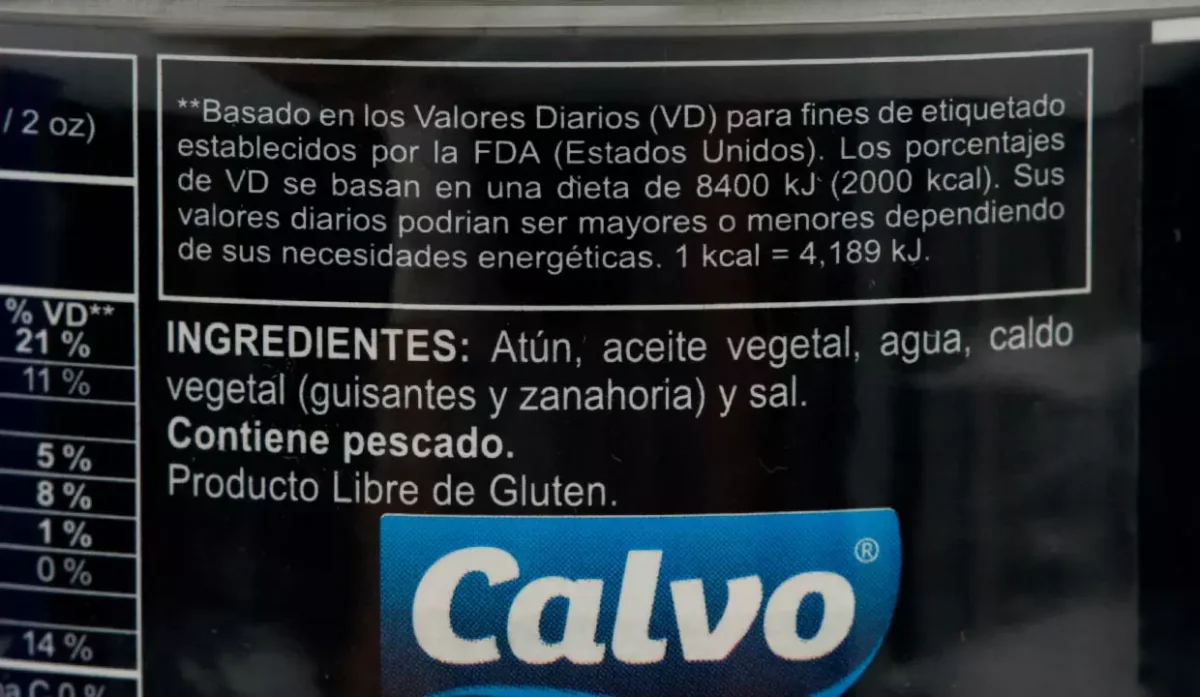 / 2 oz)
% VD**
21 %
11 %
5 %
8 %
1 %
0 %
14 %
a C 0 %
**Basado en los Valores Diarios (VD) para fines de etiquetado
establecidos por la FDA (Estados Unidos). Los porcentajes
de VD se basan en una dieta de 8400 kJ (2000 kcal). Sus
valores diarios podrian ser mayores o menores dependiendo
de sus necesidades energéticas. 1 kcal = 4,189 kJ.
INGREDIENTES: Atún, aceite vegetal, agua, caldo
vegetal (guisantes y zanahoria) y sal.
Contiene pescado.
Producto Libre de Gluten.
Calvo®